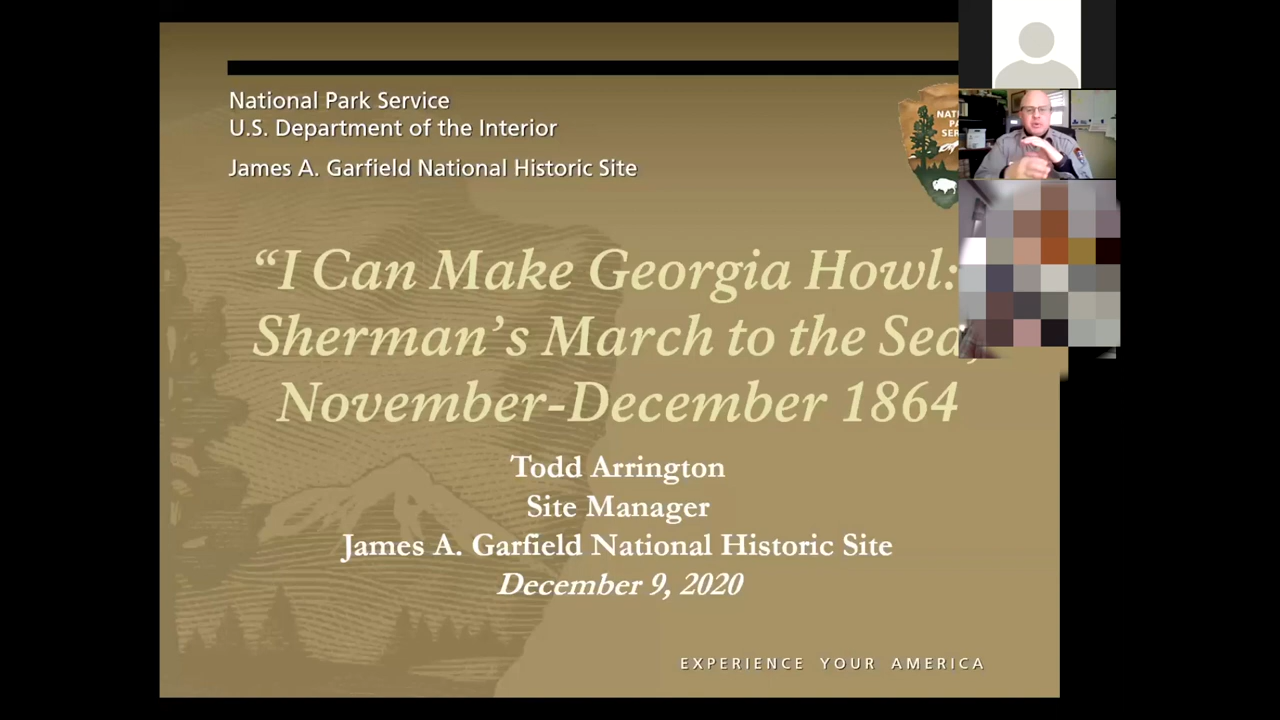 National Park Service
U.S. Department of the Interior
James A. Garfield National Historic Site
“I Can Make Georgia Howl:
Sherman’s March to the Sea,
November-December 1864
Todd Arrington
Site Manager
James A. Garfield National Historic Site
December 9, 2020
EXPERIENCE YOUR AMERICA